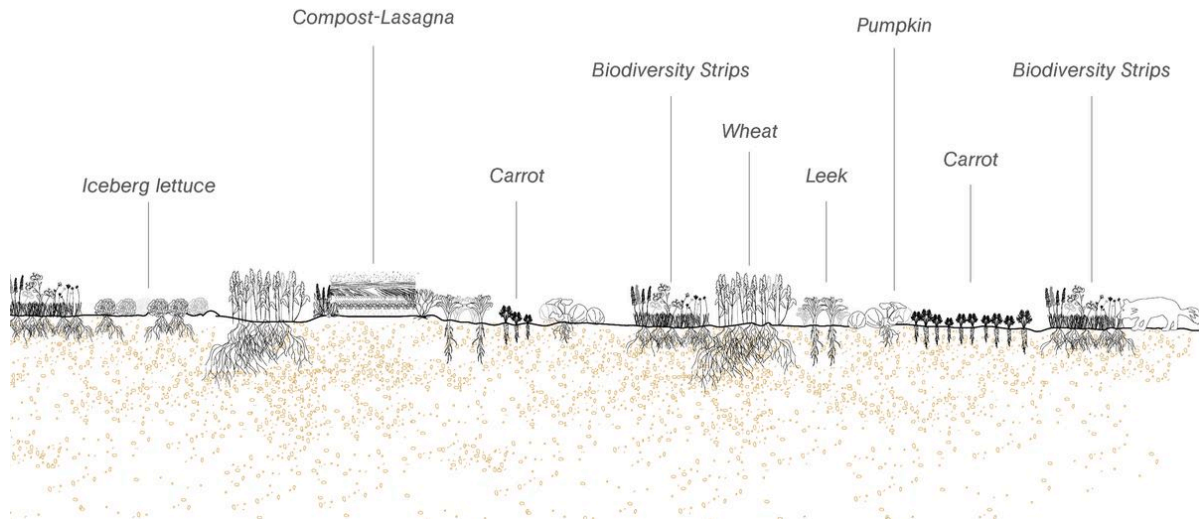 Compost-Lasagna
Pumpkin
Biodiversity Strips
Biodiversity Strips
Wheat
Iceberg lettuce
Carrot
Leek
Carrot